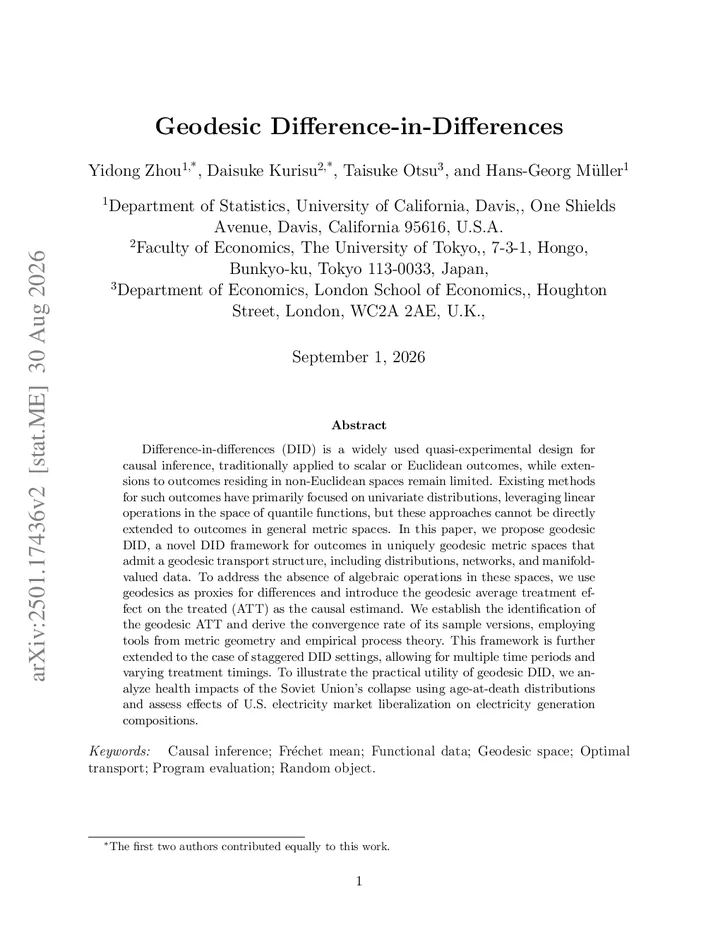 Geodesic Difference-in-Differences
Yidong Zhou1,*, Daisuke Kurisu2,*, Taisuke Otsu3, and Hans-Georg Müller1
1Department of Statistics, University of California, Davis,, One Shields
Avenue, Davis, California 95616, U.S.A.
2Faculty of Economics, The University of Tokyo,, 7-3-1, Hongo,
Bunkyo-ku, Tokyo 113-0033, Japan,
3Department of Economics, London School of Economics,, Houghton
Street, London, WC2A 2AE, U.K.,
September 1, 2026
Abstract
Difference-in-differences (DID) is a widely used quasi-experimental design for
causal inference, traditionally applied to scalar or Euclidean outcomes, while exten-
sions to outcomes residing in non-Euclidean spaces remain limited. Existing methods
for such outcomes have primarily focused on univariate distributions, leveraging linear
operations in the space of quantile functions, but these approaches cannot be directly
extended to outcomes in general metric spaces. In this paper, we propose geodesic
DID, a novel DID framework for outcomes in uniquely geodesic metric spaces that
admit a geodesic transport structure, including distributions, networks, and manifold-
valued data. To address the absence of algebraic operations in these spaces, we use
geodesics as proxies for differences and introduce the geodesic average treatment ef-
fect on the treated (ATT) as the causal estimand. We establish the identification of
the geodesic ATT and derive the convergence rate of its sample versions, employing
tools from metric geometry and empirical process theory. This framework is further
extended to the case of staggered DID settings, allowing for multiple time periods and
varying treatment timings. To illustrate the practical utility of geodesic DID, we an-
alyze health impacts of the Soviet Union's collapse using age-at-death distributions
and assess effects of U.S. electricity market liberalization on electricity generation
compositions.
Keywords: Causal inference; Fréchet mean; Functional data; Geodesic space; Optimal
transport; Program evaluation; Random object.
*The first two authors contributed equally to this work.
1
arXiv:2501.17436v2 [stat.ME] 30 Aug 2026